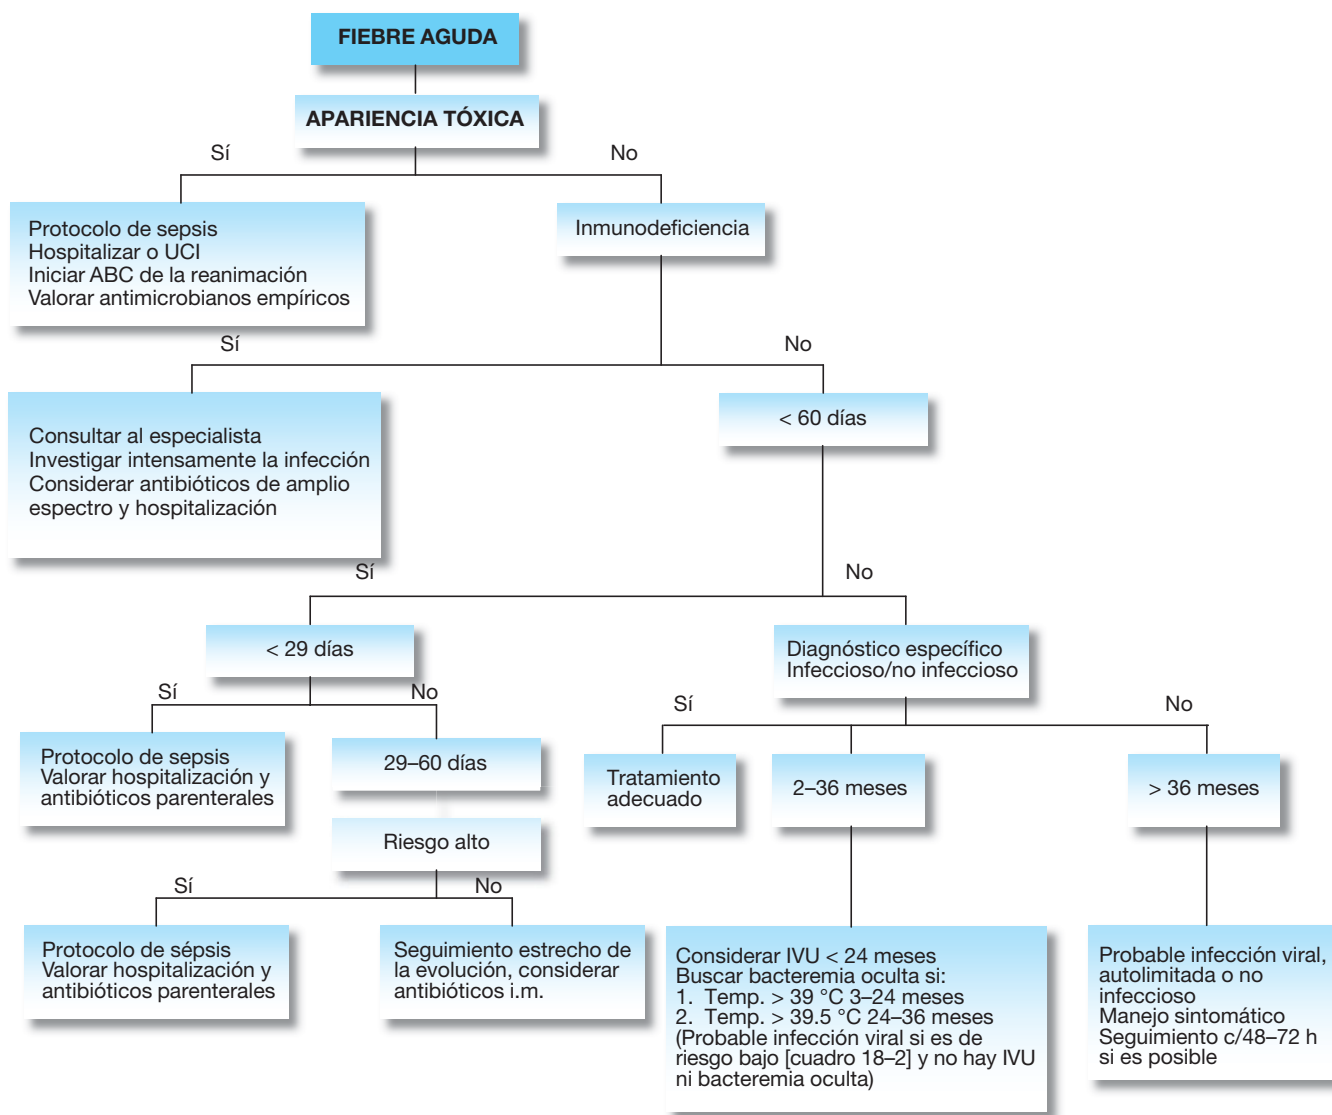 FIEBRE AGUDA
APARIENCIA TÓXICA
Sí
No
Protocolo de sepsis
Hospitalizar o UCI
Iniciar ABC de la reanimación
Valorar antimicrobianos empíricos
Inmunodeficiencia
Sí
No
Consultar al especialista
Investigar intensamente la infección
Considerar antibióticos de amplio
espectro y hospitalización
< 60 días
Sí
No
< 29 días
Diagnóstico específico
Infeccioso/no infeccioso
Sí
No
Sí
No
Protocolo de sepsis
Valorar hospitalización y
antibióticos parenterales
29–60 días
Tratamiento
adecuado
2–36 meses
> 36 meses
Riesgo alto
Sí
No
Protocolo de sépsis
Valorar hospitalización y
antibióticos parenterales
Seguimiento estrecho de
la evolución, considerar
antibióticos i.m.
Considerar IVU < 24 meses
Buscar bacteremia oculta si:
1. Temp. > 39 °C 3–24 meses
2. Temp. > 39.5 °C 24–36 meses
(Probable infección viral si es de
riesgo bajo [cuadro 18–2] y no hay IVU
ni bacteremia oculta)
Probable infección viral,
autolimitada o no
infeccioso
Manejo sintomático
Seguimiento c/48–72 h
si es posible